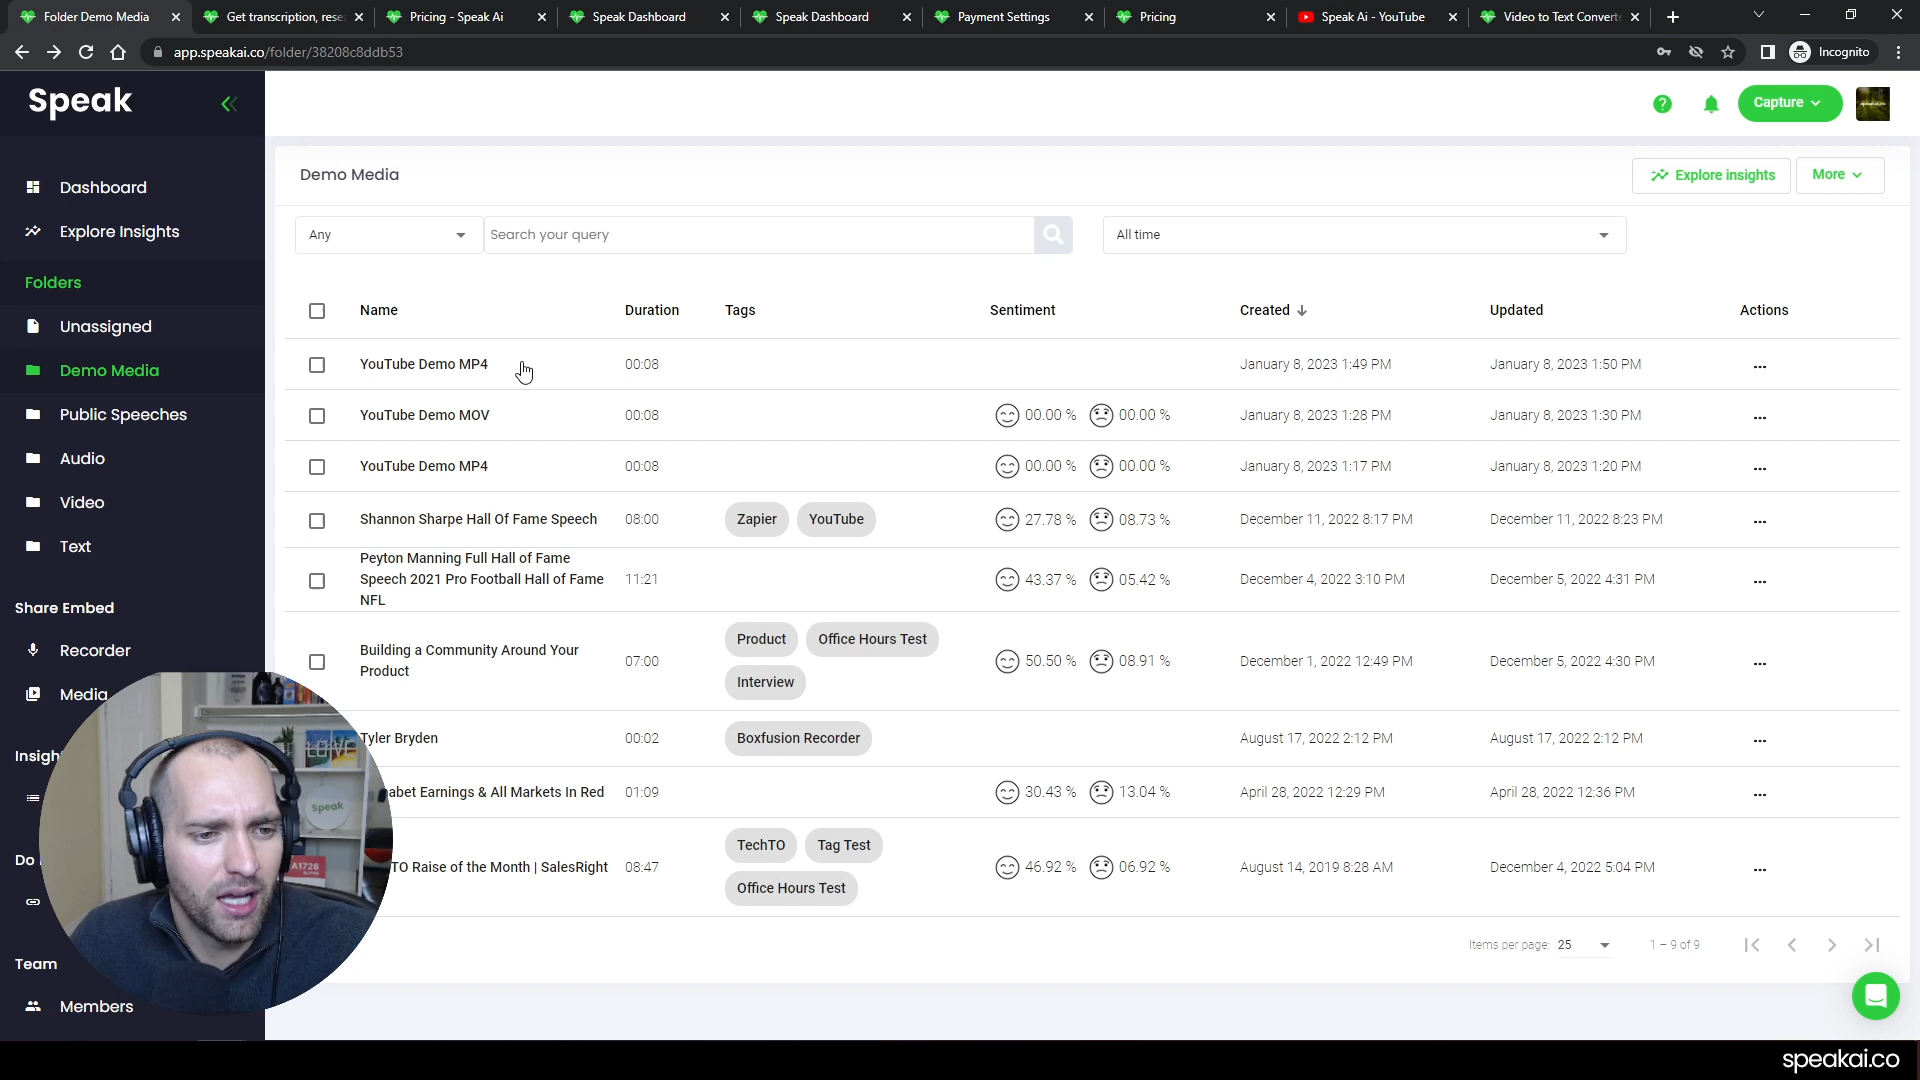 Folder Demo Media
Get transcription, rese
Pricing - Speak Ai
Speak Dashboard
Speak Dashboard
Payment Settings
Pricing
Speak Ai - YouTube
Video to Text Convert
app.speakai.co/folder/38208c8ddb53
Incognito
Speak
Capture
Dashboard
Explore Insights
Folders
Unassigned
Demo Media
Public Speeches
Audio
Video
Text
Share Embed
Recorder
Media
Insigh
Do
Team
Members
Demo Media
Explore insights
More
Any
Search your query
All time
Name Duration Tags Sentiment Created Updated Actions
YouTube Demo MP4 00:08 January 8, 2023 1:49 PM January 8, 2023 1:50 PM ...
YouTube Demo MOV 00:08 00.00 % 00.00 % January 8, 2023 1:28 PM January 8, 2023 1:30 PM ...
YouTube Demo MP4 00:08 00.00 % 00.00 % January 8, 2023 1:17 PM January 8, 2023 1:20 PM ...
Shannon Sharpe Hall Of Fame Speech 08:00 Zapier YouTube 27.78 % 08.73 % December 11, 2022 8:17 PM December 11, 2022 8:23 PM ...
Peyton Manning Full Hall of Fame
Speech 2021 Pro Football Hall of Fame 11:21 43.37 % 05.42 % December 4, 2022 3:10 PM December 5, 2022 4:31 PM ...
NFL
Product Office Hours Test
Building a Community Around Your
Product 07:00 50.50 % 08.91 % December 1, 2022 12:49 PM December 5, 2022 4:30 PM ...
Interview
Tyler Bryden 00:02 Boxfusion Recorder August 17, 2022 2:12 PM August 17, 2022 2:12 PM ...
abet Earnings & All Markets In Red 01:09 30.43 % 13.04 % April 28, 2022 12:29 PM April 28, 2022 12:36 PM ...
TechTO Tag Test
TO Raise of the Month | SalesRight 08:47 46.92 % 06.92 % August 14, 2019 8:28 AM December 4, 2022 5:04 PM ...
Office Hours Test
Items per page: 25 1 – 9 of 9
LOVE
Speak
A1726
speakai.co